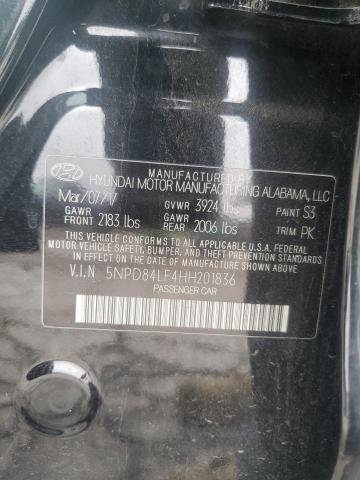 MANUFACTURED BY
HYUNDAI MOTOR MANUFACTURING ALABAMA, LLC
Mar/07/17 GVWR 3924 lbs PAINT S3
GAWR FRONT 2183 lbs GAWR REAR 2006 lbs TRIM PK
THIS VEHICLE CONFORMS TO ALL APPLICABLE U.S.A. FEDERAL
MOTOR VEHICLE SAFETY, BUMPER, AND THEFT PREVENTION STANDARDS
IN EFFECT ON THE DATE OF MANUFACTURE SHOWN ABOVE.
V.I.N 5NPD84LF4HH201836
PASSENGER CAR